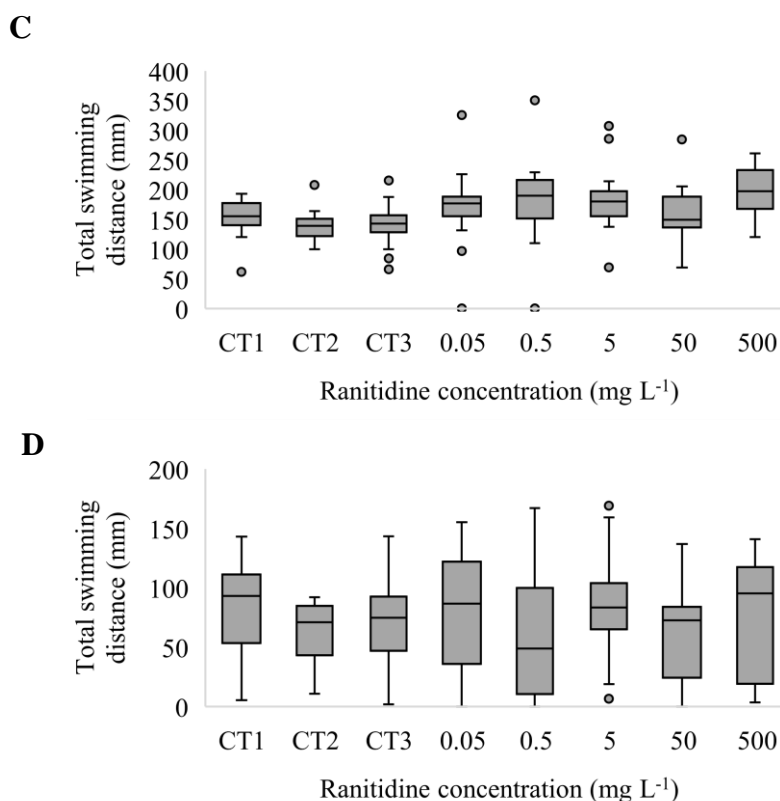 C
Total swimming
distance (mm)
400
350
300
250
200
150
100
50
0
CT1 CT2 CT3 0.05 0.5 5 50 500
Ranitidine concentration (mg L-1)
D
Total swimming
distance (mm)
200
150
100
50
0
CT1 CT2 CT3 0.05 0.5 5 50 500
Ranitidine concentration (mg L-1)